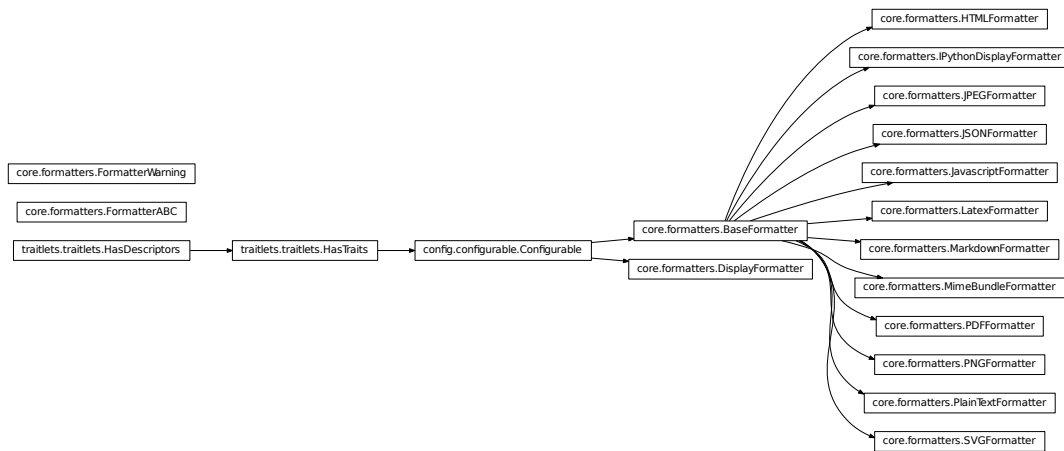 core.formatters.HTMLFormatter
core.formatters.IPythonDisplayFormatter
core.formatters.JPEGFormatter
core.formatters.JSONFormatter
core.formatters.FormatterWarning
core.formatters.JavascriptFormatter
core.formatters.FormatterABC
core.formatters.LatexFormatter
core.formatters.BaseFormatter
traitlets.traitlets.HasDescriptors
traitlets.traitlets.HasTraits
config.configurable.Configurable
core.formatters.MarkdownFormatter
core.formatters.DisplayFormatter
core.formatters.MimeBundleFormatter
core.formatters.PDFFormatter
core.formatters.PNGFormatter
core.formatters.PlainTextFormatter
core.formatters.SVGFormatter